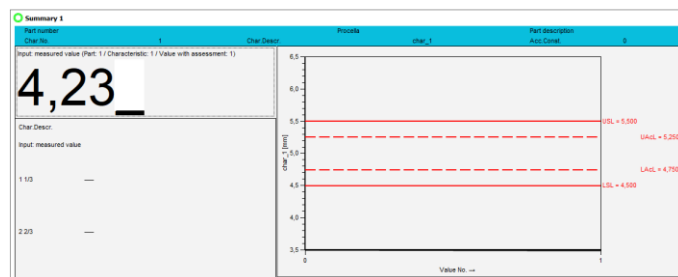 Summary 1
Part number Procella Part description
Char.No. 1 Char.Descr. char_1 Acc.Const. 0
Input: measured value (Part: 1 / Characteristic: 1 / Value with assessment: 1)
4,23_
Char.Descr.
Input: measured value
1 1/3 —
2 2/3 —
char_1 [mm]
6,5
6,0
5,5
5,0
4,5
4,0
3,5
USL = 5,500
UAcL = 5,250
LAcL = 4,750
LSL = 4,500
0 1
Value No. →